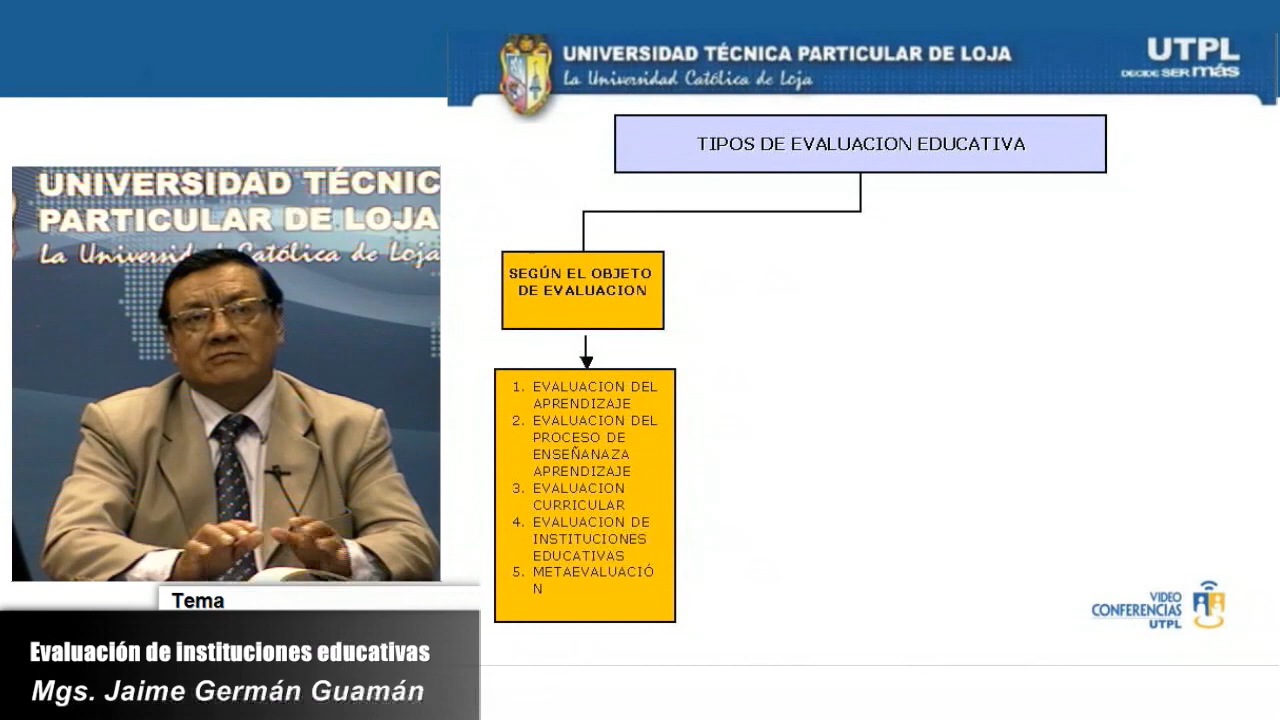 UNIVERSIDAD TÉCNICA PARTICULAR DE LOJA
La Universidad Católica de Loja
UTPL
DECIDE SER más
TIPOS DE EVALUACION EDUCATIVA
UNIVERSIDAD TÉCNIC
PARTICULAR DE LOJA
La Universid Católica de Loja
SEGÚN EL OBJETO
DE EVALUACION
1. EVALUACION DEL
APRENDIZAJE
2. EVALUACION DEL
PROCESO DE
ENSEÑANAZA
APRENDIZAJE
3. EVALUACION
CURRICULAR
4. EVALUACION DE
INSTITUCIONES
EDUCATIVAS
5. METAEVALUACIÓ
N
VIDEO
CONFERENCIAS
UTPL
Tema
Evaluación de instituciones educativas
Mgs. Jaime Germán Guamán